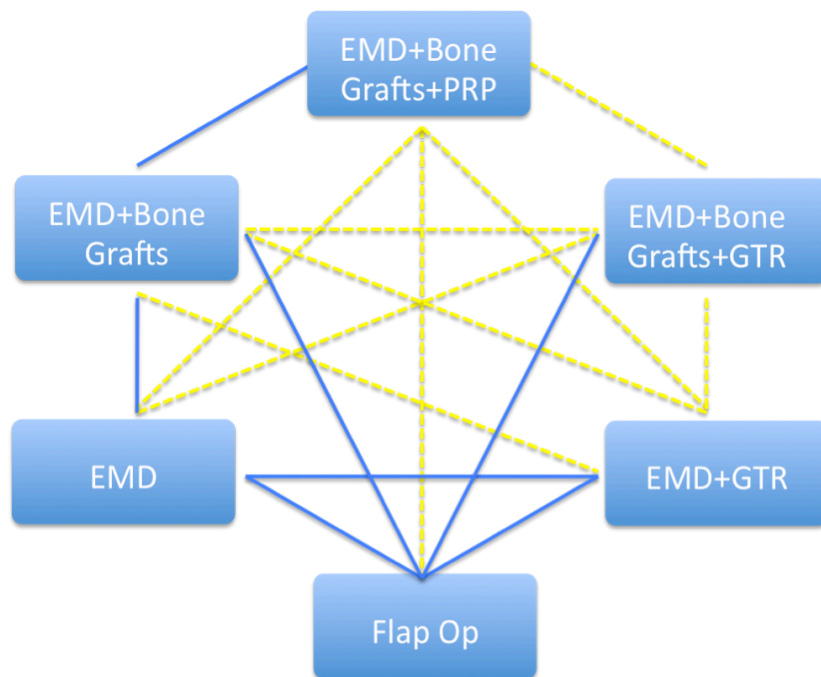 EMD+Bone
Grafts+PRP
EMD+Bone
Grafts
EMD+Bone
Grafts+GTR
EMD
EMD+GTR
Flap Op